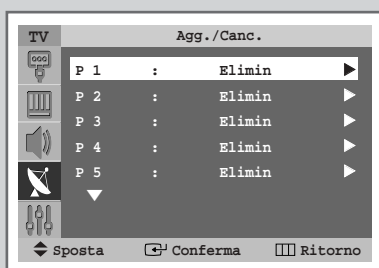 TV Agg./Canc.
P 1 : Elimin
P 2 : Elimin
P 3 : Elimin
P 4 : Elimin
P 5 : Elimin
Sposta Conferma Ritorno